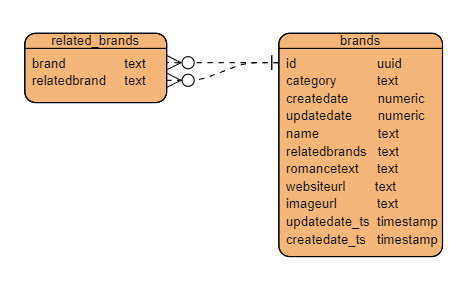 related_brands
brand text
relatedbrand text
brands
id uuid
category text
createdate numeric
updatedate numeric
name text
relatedbrands text
romancetext text
websiteurl text
imageurl text
updatedate_ts timestamp
createdate_ts timestamp